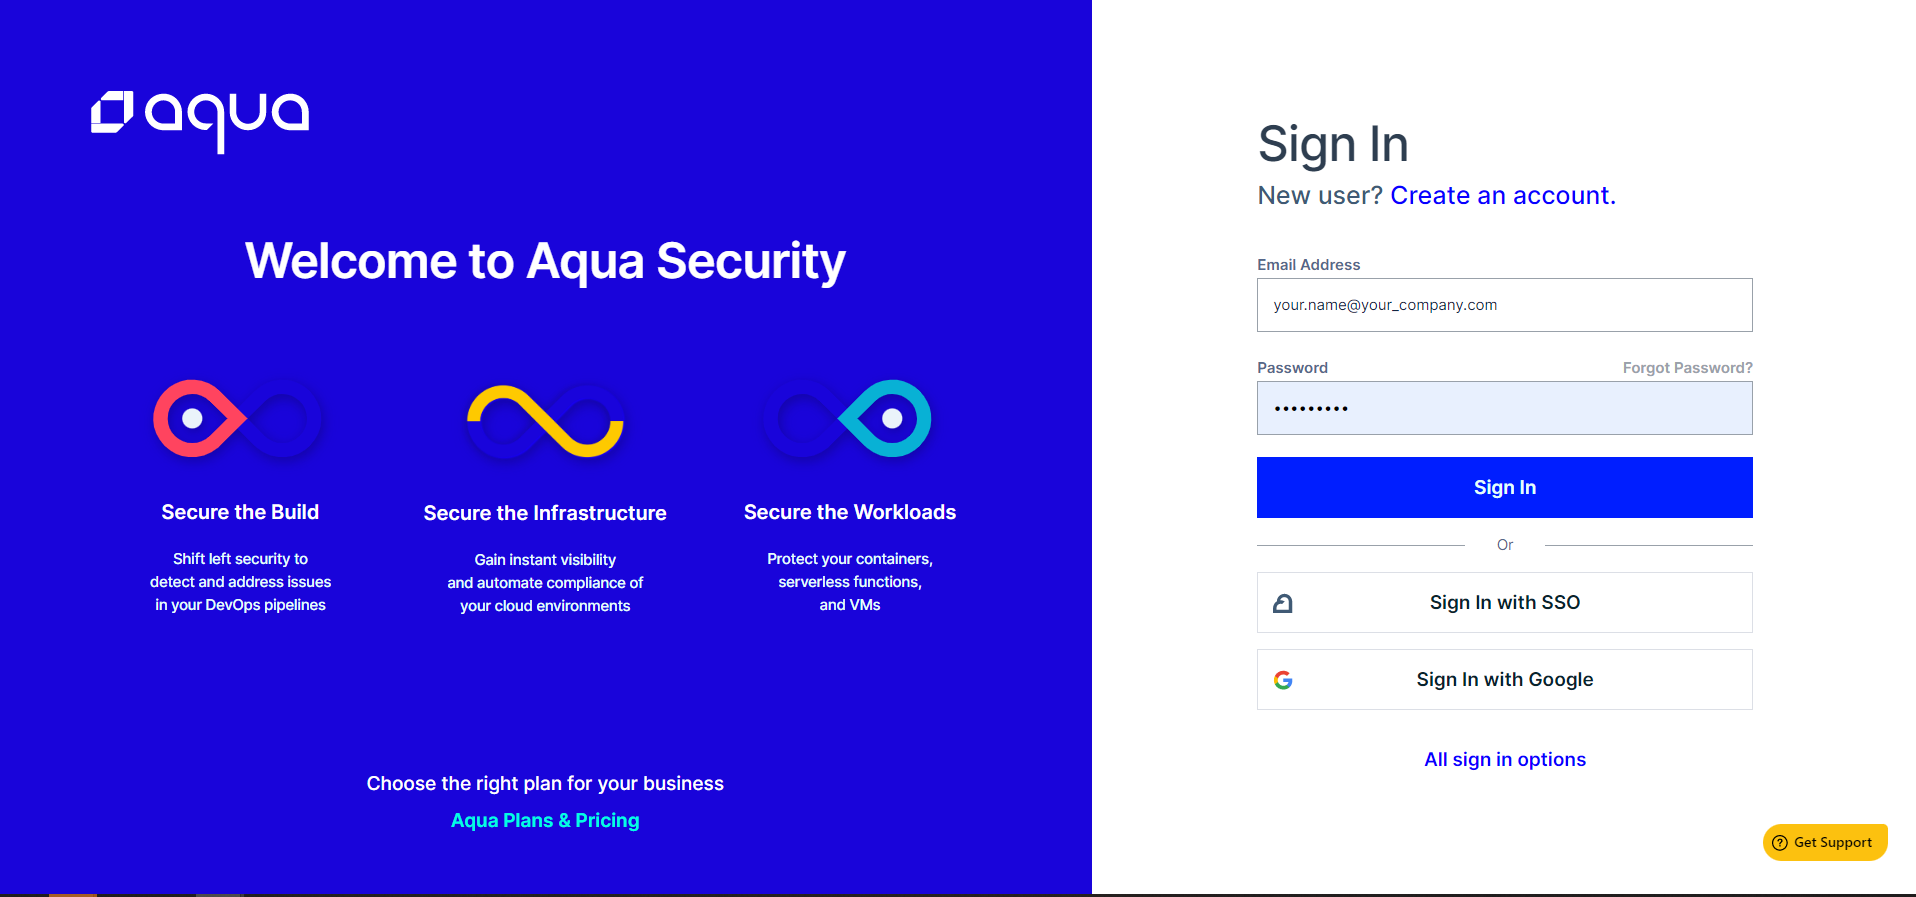 aqua
Welcome to Aqua Security
Secure the Build
Shift left security to
detect and address issues
in your DevOps pipelines
Secure the Infrastructure
Gain instant visibility
and automate compliance of
your cloud environments
Secure the Workloads
Protect your containers,
serverless functions,
and VMs
Choose the right plan for your business
Aqua Plans & Pricing
Sign In
New user? Create an account.
Email Address
your.name@your_company.com
Password Forgot Password?
•••••••••
Sign In
Or
Sign In with SSO
Sign In with Google
All sign in options
Get Support